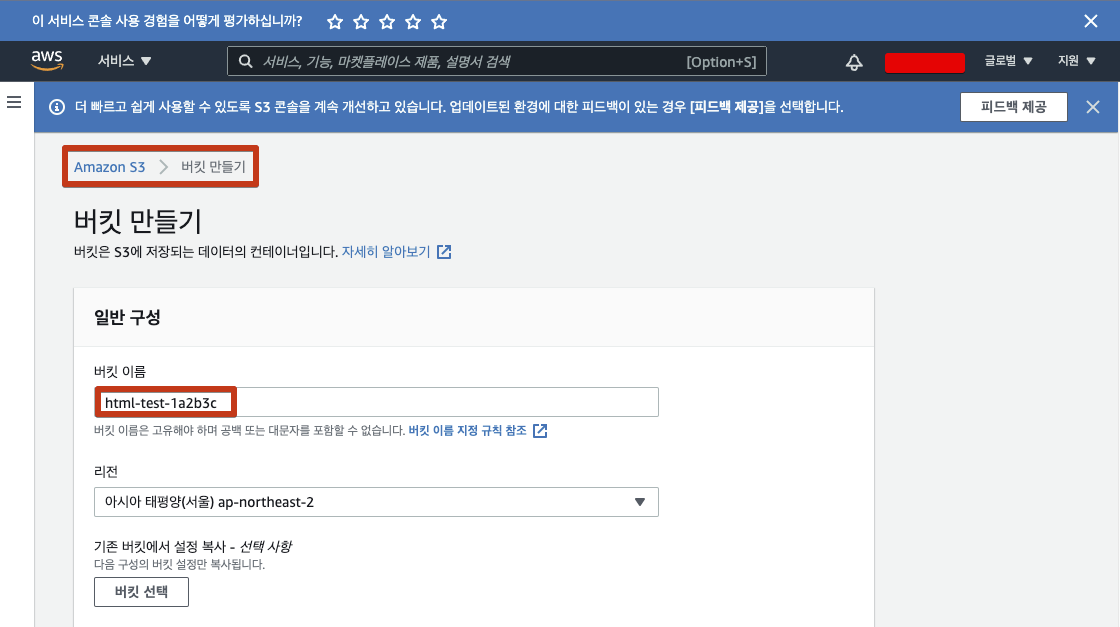 이 서비스 콘솔 사용 경험을 어떻게 평가하십니까?
aws 서비스 서비스, 기능, 마켓플레이스 제품, 설명서 검색 [Option+S] 글로벌 지원
더 빠르고 쉽게 사용할 수 있도록 S3 콘솔을 계속 개선하고 있습니다. 업데이트된 환경에 대한 피드백이 있는 경우 [피드백 제공]을 선택합니다. 피드백 제공
Amazon S3 버킷 만들기
버킷 만들기
버킷은 S3에 저장되는 데이터의 컨테이너입니다. 자세히 알아보기
일반 구성
버킷 이름
html-test-1a2b3c
버킷 이름은 고유해야 하며 공백 또는 대문자를 포함할 수 없습니다. 버킷 이름 지정 규칙 참조
리전
아시아 태평양(서울) ap-northeast-2
기존 버킷에서 설정 복사 - 선택 사항
다음 구성의 버킷 설정만 복사됩니다.
버킷 선택